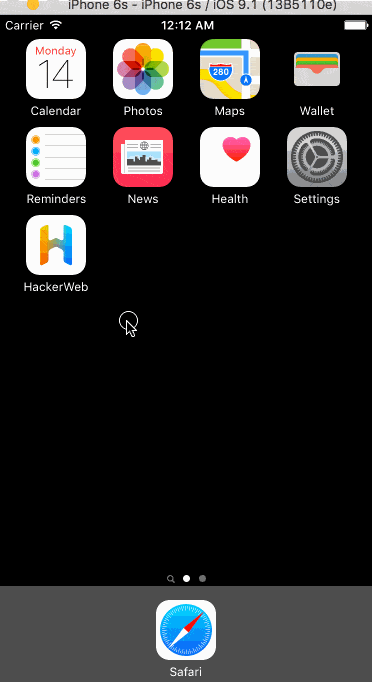 iPhone 6s - iPhone 6s / iOS 9.1 (13B5110e)
Carrier 12:12 AM
Monday
14
280
Calendar Photos Maps Wallet
Reminders News Health Settings
HackerWeb
Safari